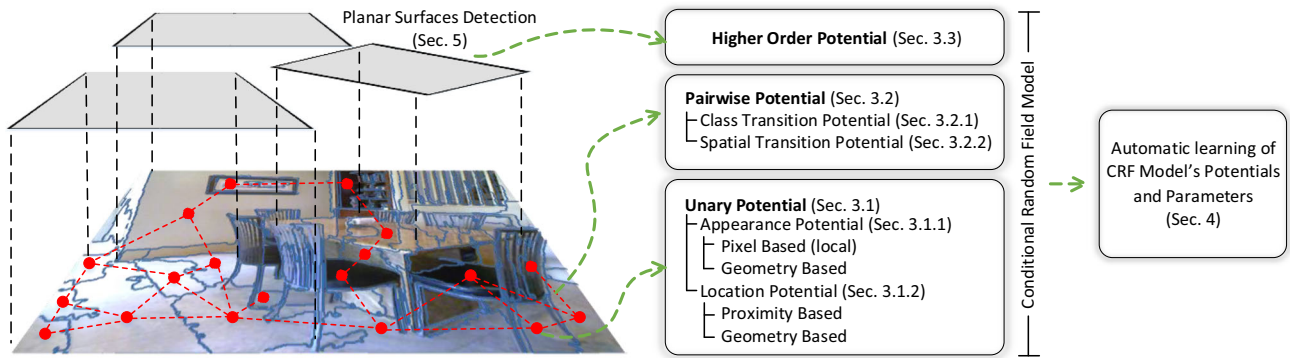 Planar Surfaces Detection
(Sec. 5)
Higher Order Potential (Sec. 3.3)
Pairwise Potential (Sec. 3.2)
Class Transition Potential (Sec. 3.2.1)
Spatial Transition Potential (Sec. 3.2.2)
Unary Potential (Sec. 3.1)
Appearance Potential (Sec. 3.1.1)
Pixel Based (local)
Geometry Based
Location Potential (Sec. 3.1.2)
Proximity Based
Geometry Based
Conditional Random Field Model
Automatic learning of
CRF Model’s Potentials
and Parameters
(Sec. 4)